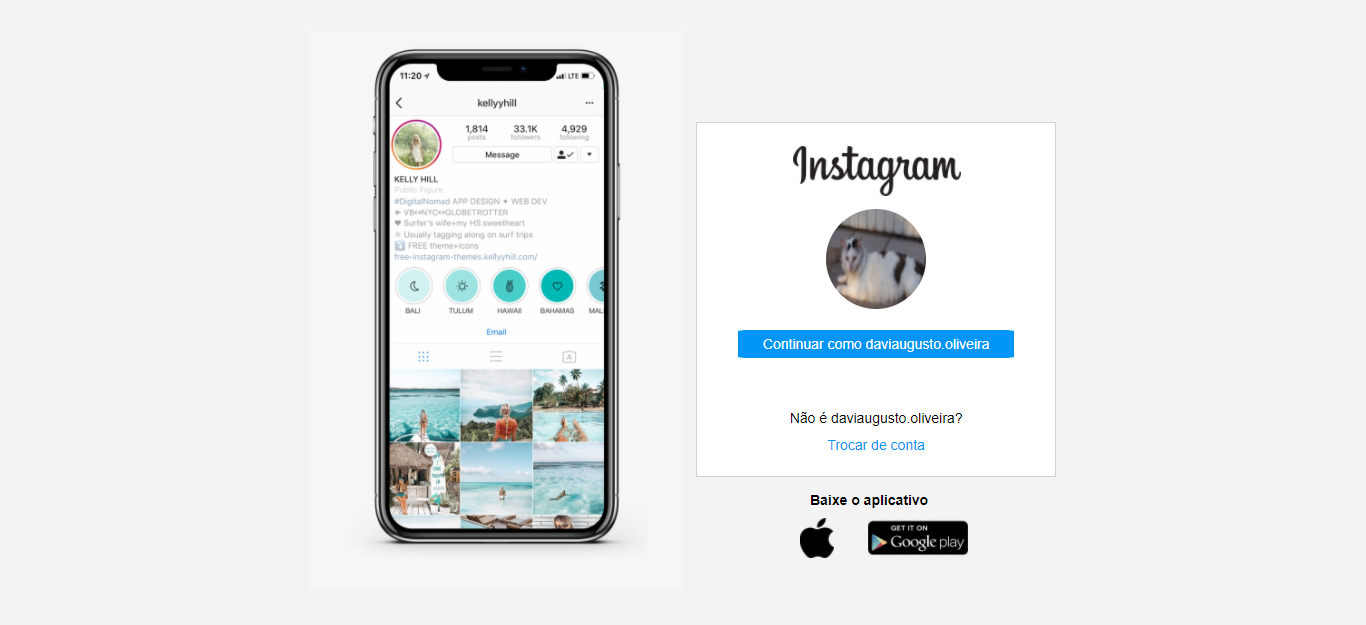 11:20
LTE
kellyyhill
1,814
posts
33.1K
followers
4,929
following
Message
KELLY HILL
Public Figure
#DigitalNomad APP DESIGN ✦ WEB DEV
✈ VB↔NYC↔GLOBETROTTER
♥ Surfer's wife+my HS sweetheart
☀ Usually tagging along on surf trips
⤵ FREE theme+icons
free-instagram-themes.kellyyhill.com/
BALI
TULUM
HAWAII
BAHAMAS
MAL
Email
Instagram
Continuar como daviaugusto.oliveira
Não é daviaugusto.oliveira?
Trocar de conta
Baixe o aplicativo
GET IT ON
Google play